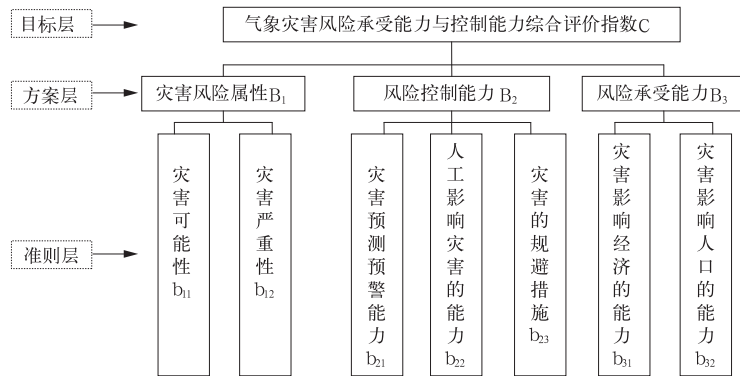 目标层
气象灾害风险承受能力与控制能力综合评价指数C
方案层
灾害风险属性B₁
风险控制能力 B₂
风险承受能力B₃
准则层
灾害可能性b₁₁
灾害严重性b₁₂
灾害预测预警能力b₂₁
人工影响灾害的能力b₂₂
灾害的规避措施b₂₃
灾害影响经济的能力b₃₁
灾害影响人口的能力b₃₂